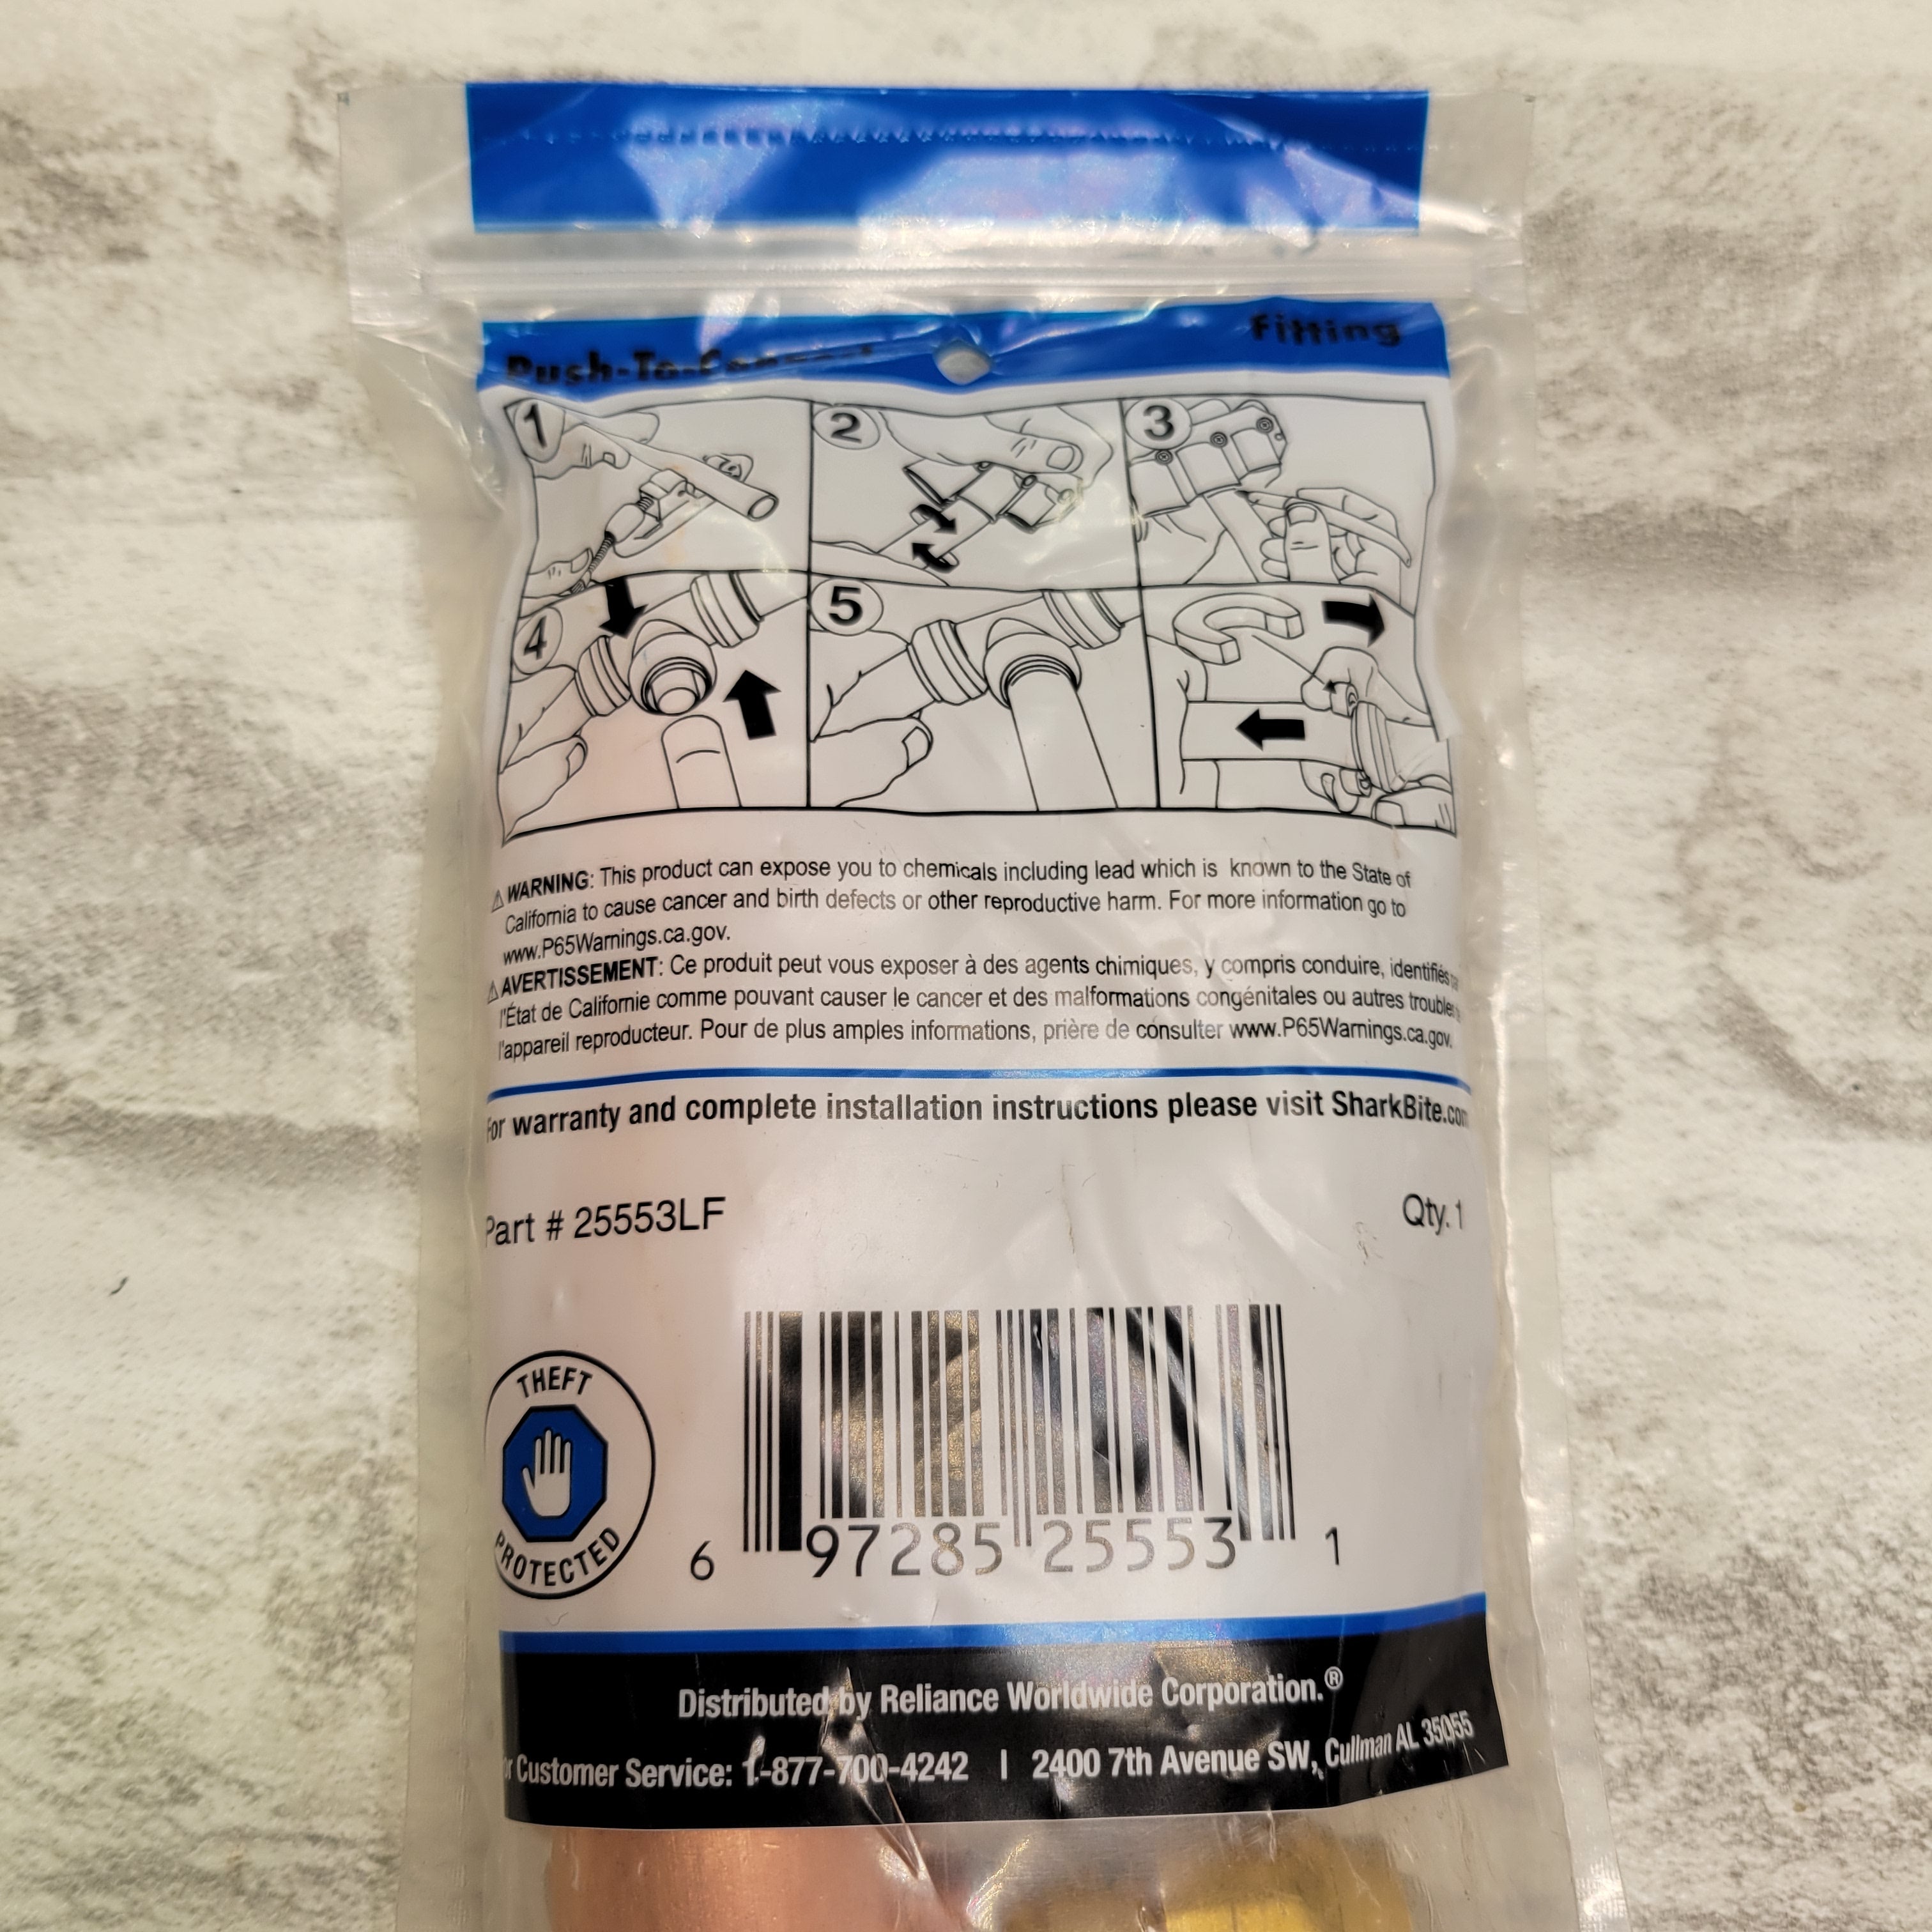 Push-To-Connect Fitting
1 2 3
4 5
⚠ WARNING: This product can expose you to chemicals including lead which is known to the State of
California to cause cancer and birth defects or other reproductive harm. For more information go to
www.P65Warnings.ca.gov.
⚠ AVERTISSEMENT: Ce produit peut vous exposer à des agents chimiques, y compris conduire, identifiés
l'État de Californie comme pouvant causer le cancer et des malformations congénitales ou autres troubles
l'appareil reproducteur. Pour de plus amples informations, prière de consulter www.P65Warnings.ca.gov.
For warranty and complete installation instructions please visit SharkBite.com
Part # 25553LF Qty. 1
THEFT
PROTECTED
6 97285 25553 1
Distributed by Reliance Worldwide Corporation.®
or Customer Service: 1-877-700-4242 | 2400 7th Avenue SW, Cullman AL 35055